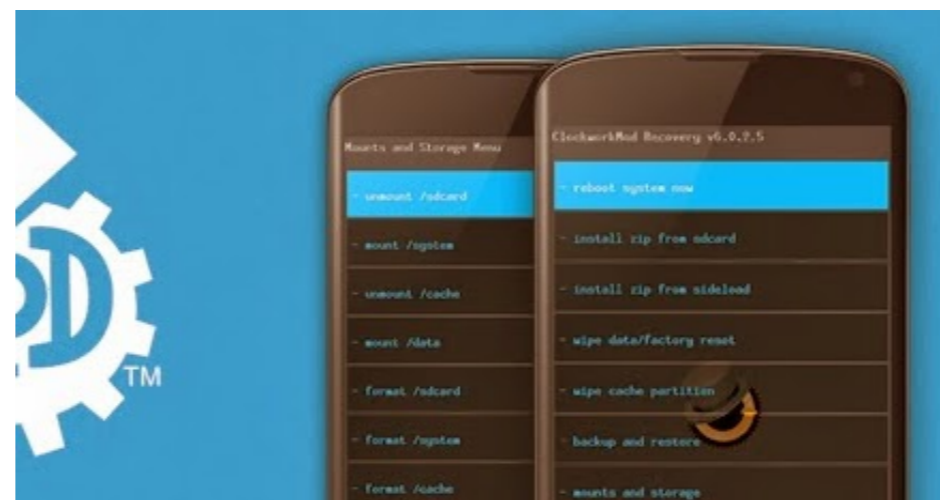 D
TM
Mounts and Storage Menu
- unmount /sdcard
- mount /system
- unmount /cache
- mount /data
- format /sdcard
- format /system
- format /cache
ClockworkMod Recovery v6.0.2.5
- reboot system now
- install zip from sdcard
- install zip from sideload
- wipe data/factory reset
- wipe cache partition
- backup and restore
- mounts and storage